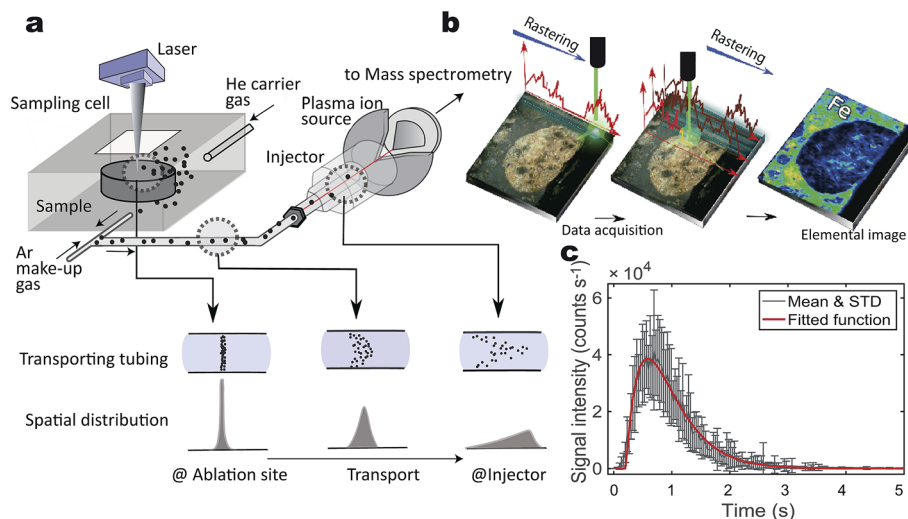 a
Laser
Sampling cell
He carrier
gas
to Mass spectrometry
Plasma ion
source
Injector
Sample
Ar
make-up
gas
Transporting tubing
Spatial distribution
@ Ablation site
Transport
@Injector
b
Rastering
Rastering
Fe
Data acquisition
Elemental image
c
× 10⁴
Signal intensity (counts s⁻¹)
6
4
2
0
Mean & STD
Fitted function
0
1
2
3
4
5
Time (s)